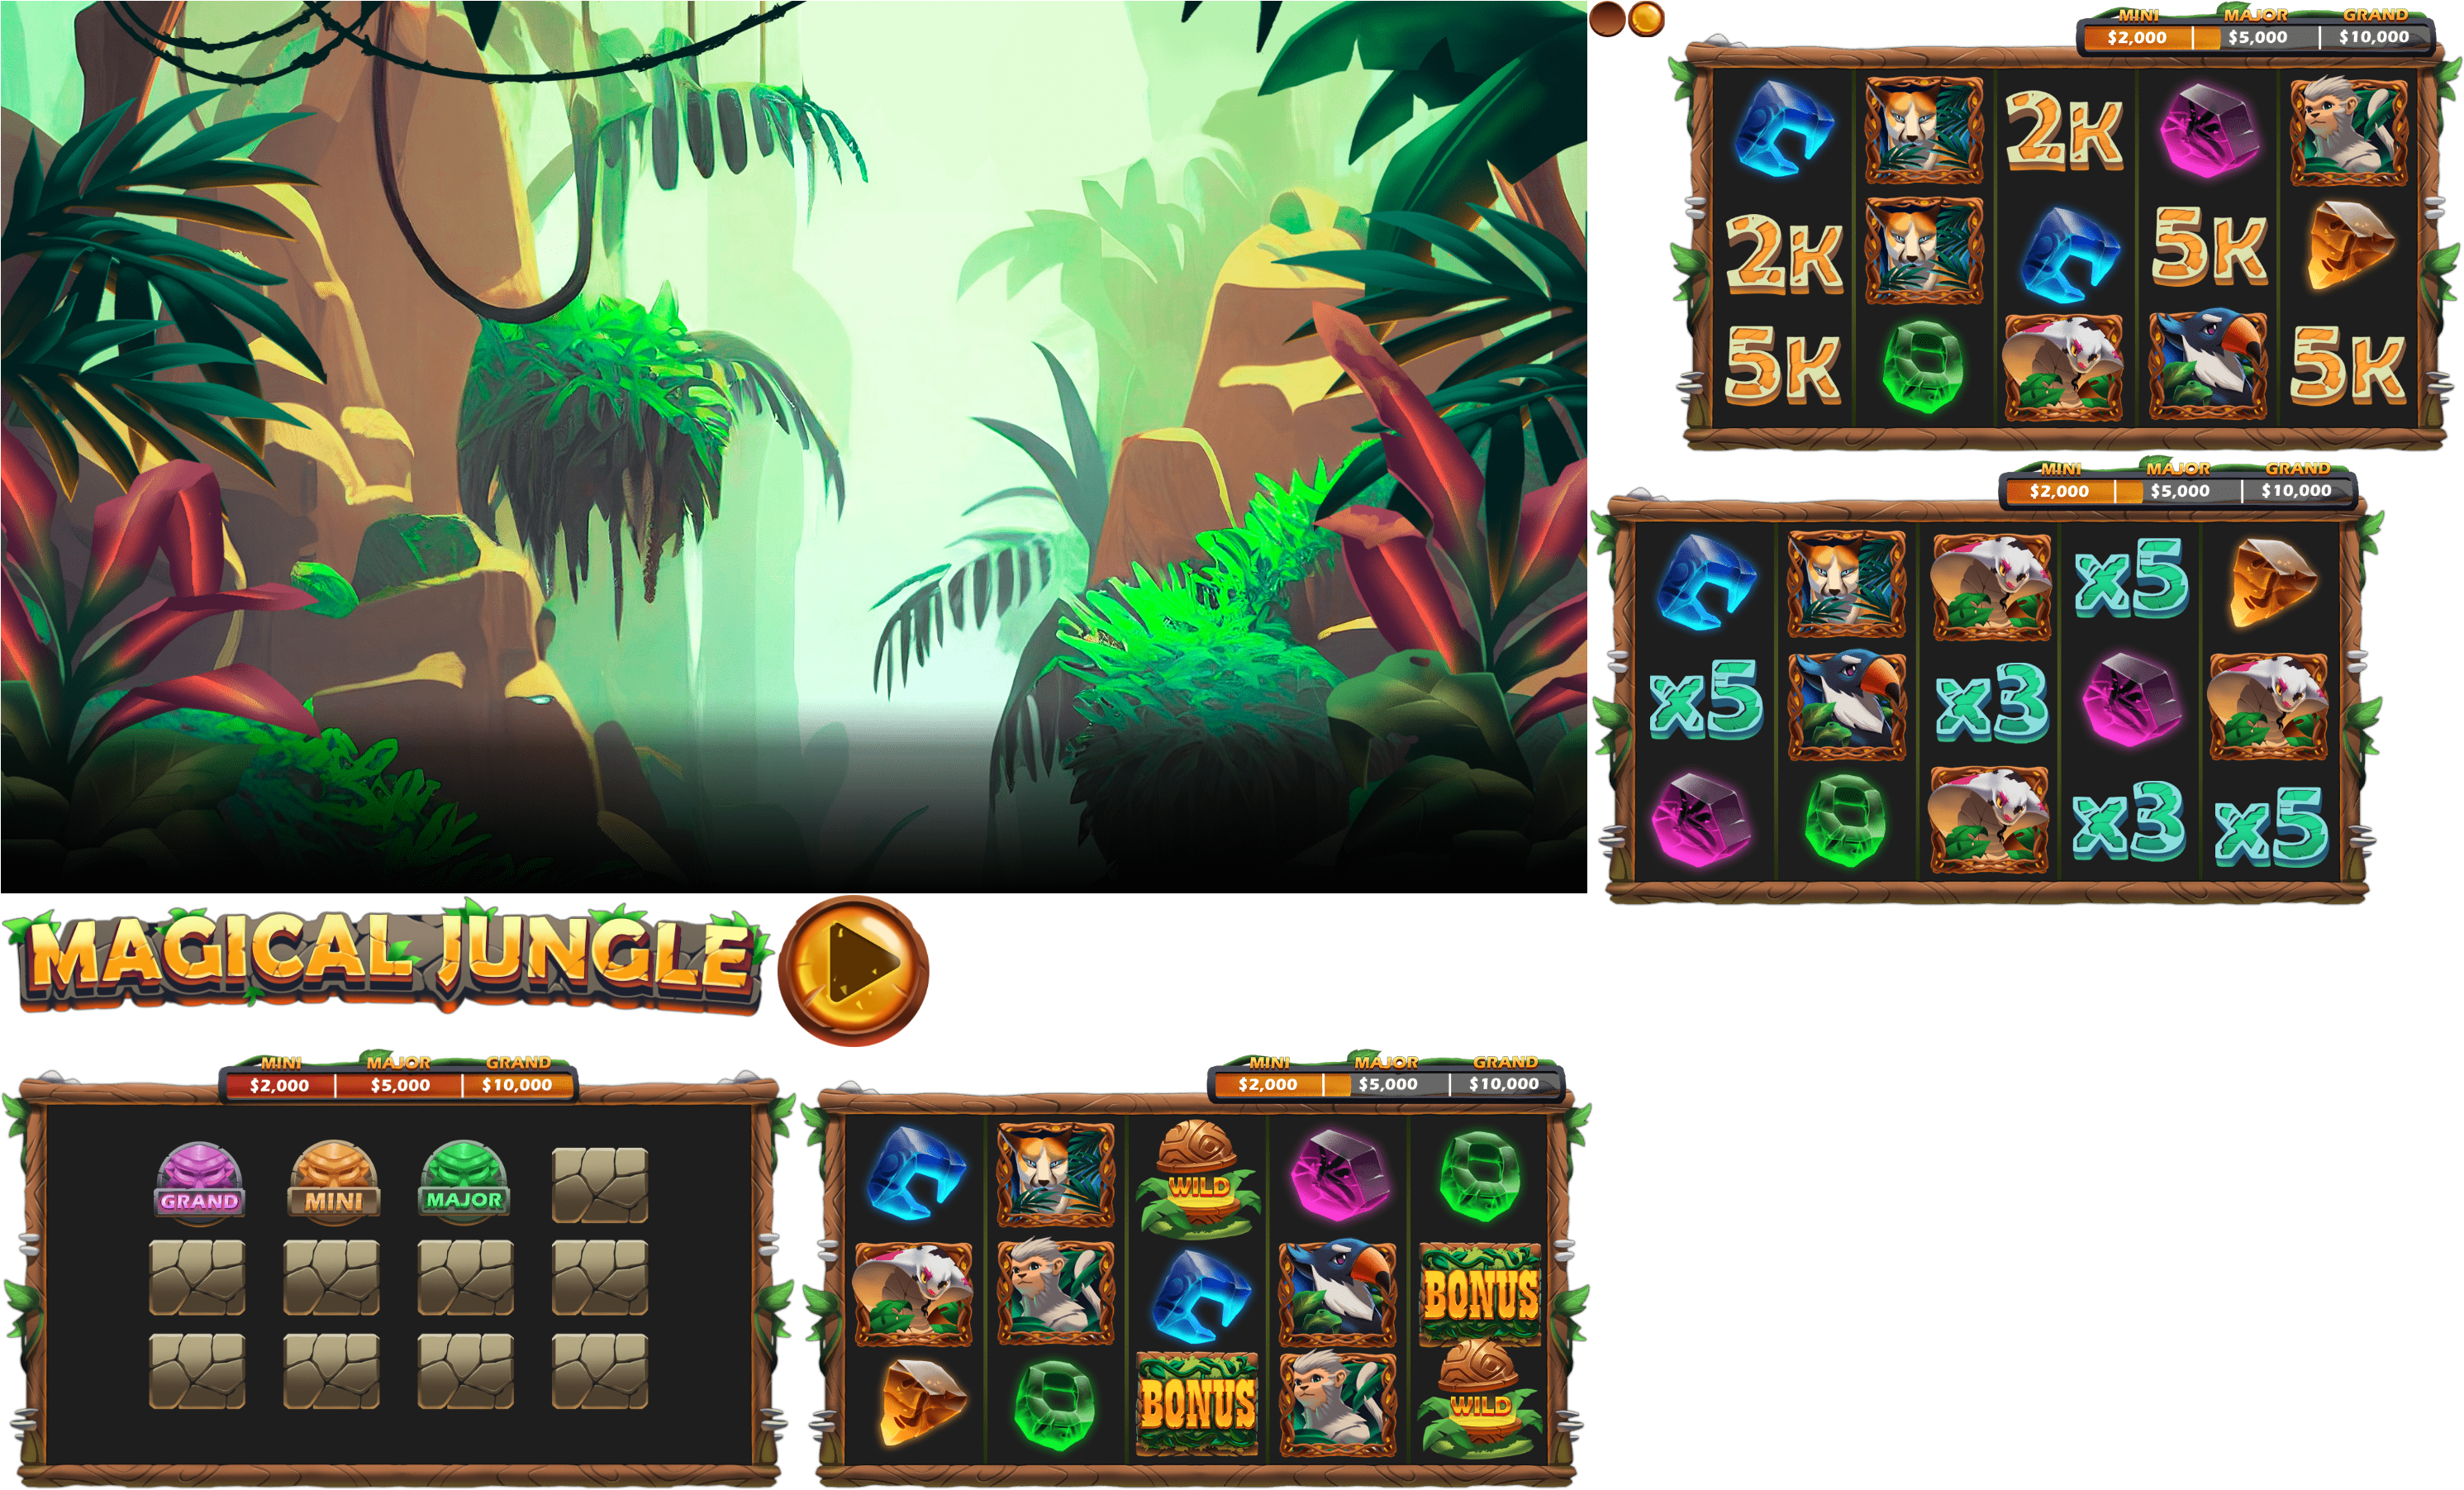 MINI MAJOR GRAND
$2,000 $5,000 $10,000
2K
2K 5K
5K 5K
MINI MAJOR GRAND
$2,000 $5,000 $10,000
x5
x5 x3
x3 x5
MAGICAL JUNGLE
MINI MAJOR GRAND
$2,000 $5,000 $10,000
GRAND MINI MAJOR
MINI MAJOR GRAND
$2,000 $5,000 $10,000
WILD
BONUS
BONUS WILD